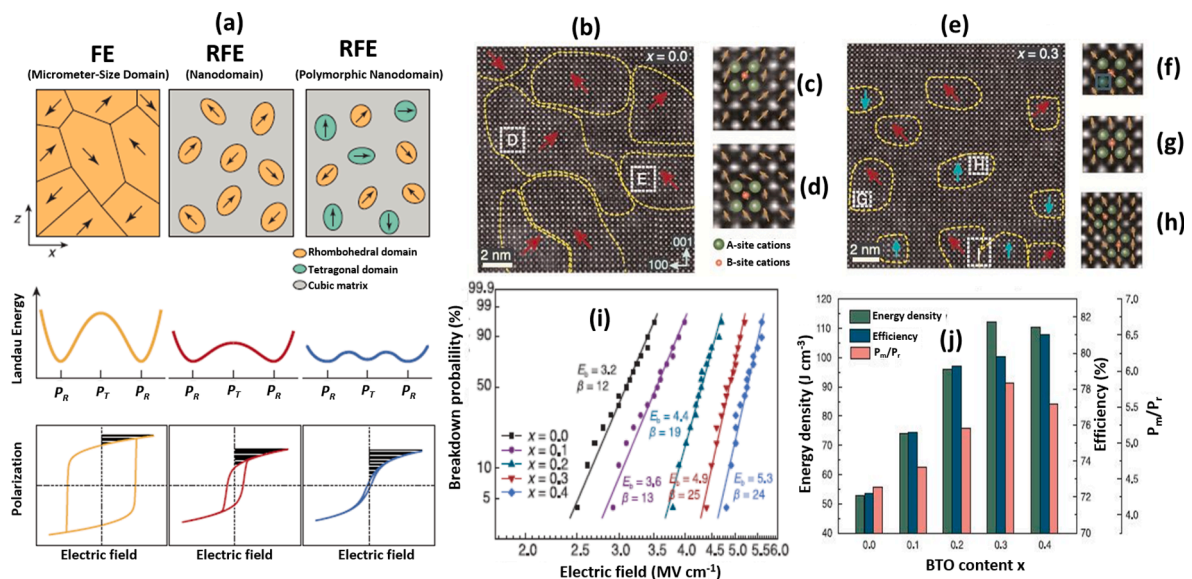 (a)
FE
(Micrometer-Size Domain)
RFE
(Nanodomain)
RFE
(Polymorphic Nanodomain)
z
x
Rhombohedral domain
Tetragonal domain
Cubic matrix
Landau Energy
P_R P_T P_R
P_R P_T P_R
P_R P_T P_R
Polarization
Electric field
Electric field
Electric field
(b)
x = 0.0
D
E
2 nm
001
100
(c)
(d)
A-site cations
B-site cations
(e)
x = 0.3
H
G
I
2 nm
(f)
(g)
(h)
(i)
Breakdown probability (%)
99.9
99
90
50
10
5
E_b = 3.2
β = 12
E_b = 4.4
β = 19
x = 0.0
x = 0.1
x = 0.2
x = 0.3
x = 0.4
E_b = 3.6
β = 13
E_b = 4.9
β = 25
E_b = 5.3
β = 24
2.0 2.5 3.0 3.5 4.0 4.5 5.0 5.5 6.0
Electric field (MV cm⁻¹)
(j)
Energy density
Efficiency
P_m/P_r
Energy density (J cm⁻³)
120
110
100
90
80
70
60
50
40
Efficiency (%)
82
80
78
76
74
72
70
P_m/P_r
7,0
6,5
6,0
5,5
5,0
4,5
4,0
0.0 0.1 0.2 0.3 0.4
BTO content x